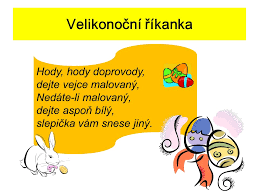 Velikonoční říkanka
Hody, hody doprovody,
dejte vejce malovaný,
Nedáte-li malovaný,
dejte aspoň bílý,
slepička vám snese jiný.